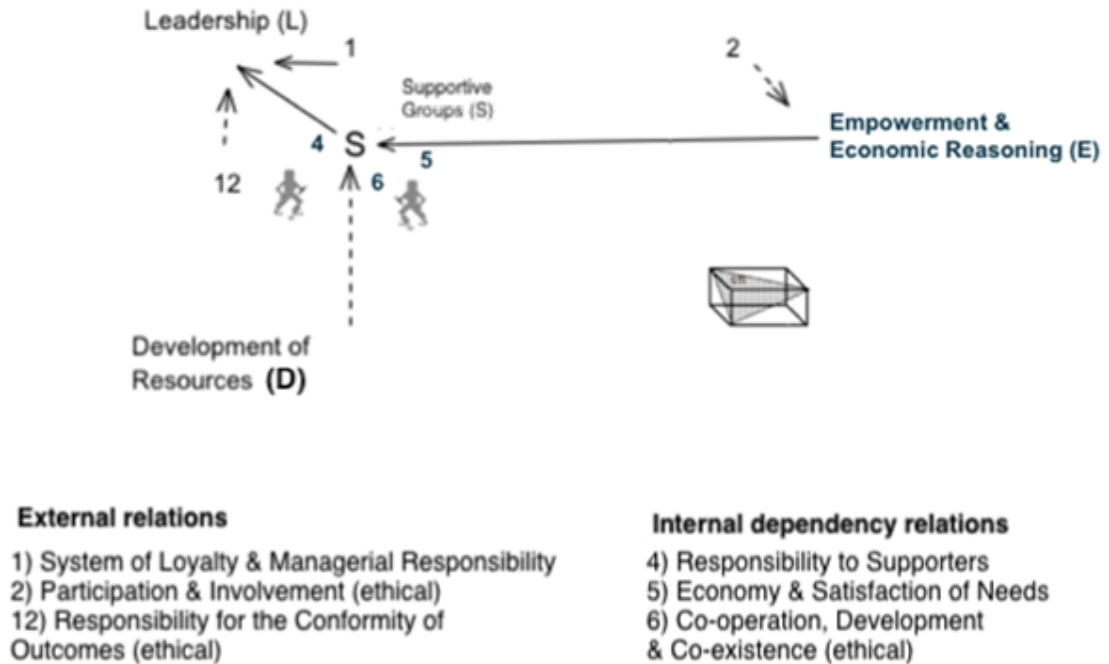 Leadership (L)
1
2
Supportive
Groups (S)
Empowerment &
Economic Reasoning (E)
4
S
5
12
6
Development of
Resources (D)
External relations
1) System of Loyalty & Managerial Responsibility
2) Participation & Involvement (ethical)
12) Responsibility for the Conformity of
Outcomes (ethical)
Internal dependency relations
4) Responsibility to Supporters
5) Economy & Satisfaction of Needs
6) Co-operation, Development
& Co-existence (ethical)